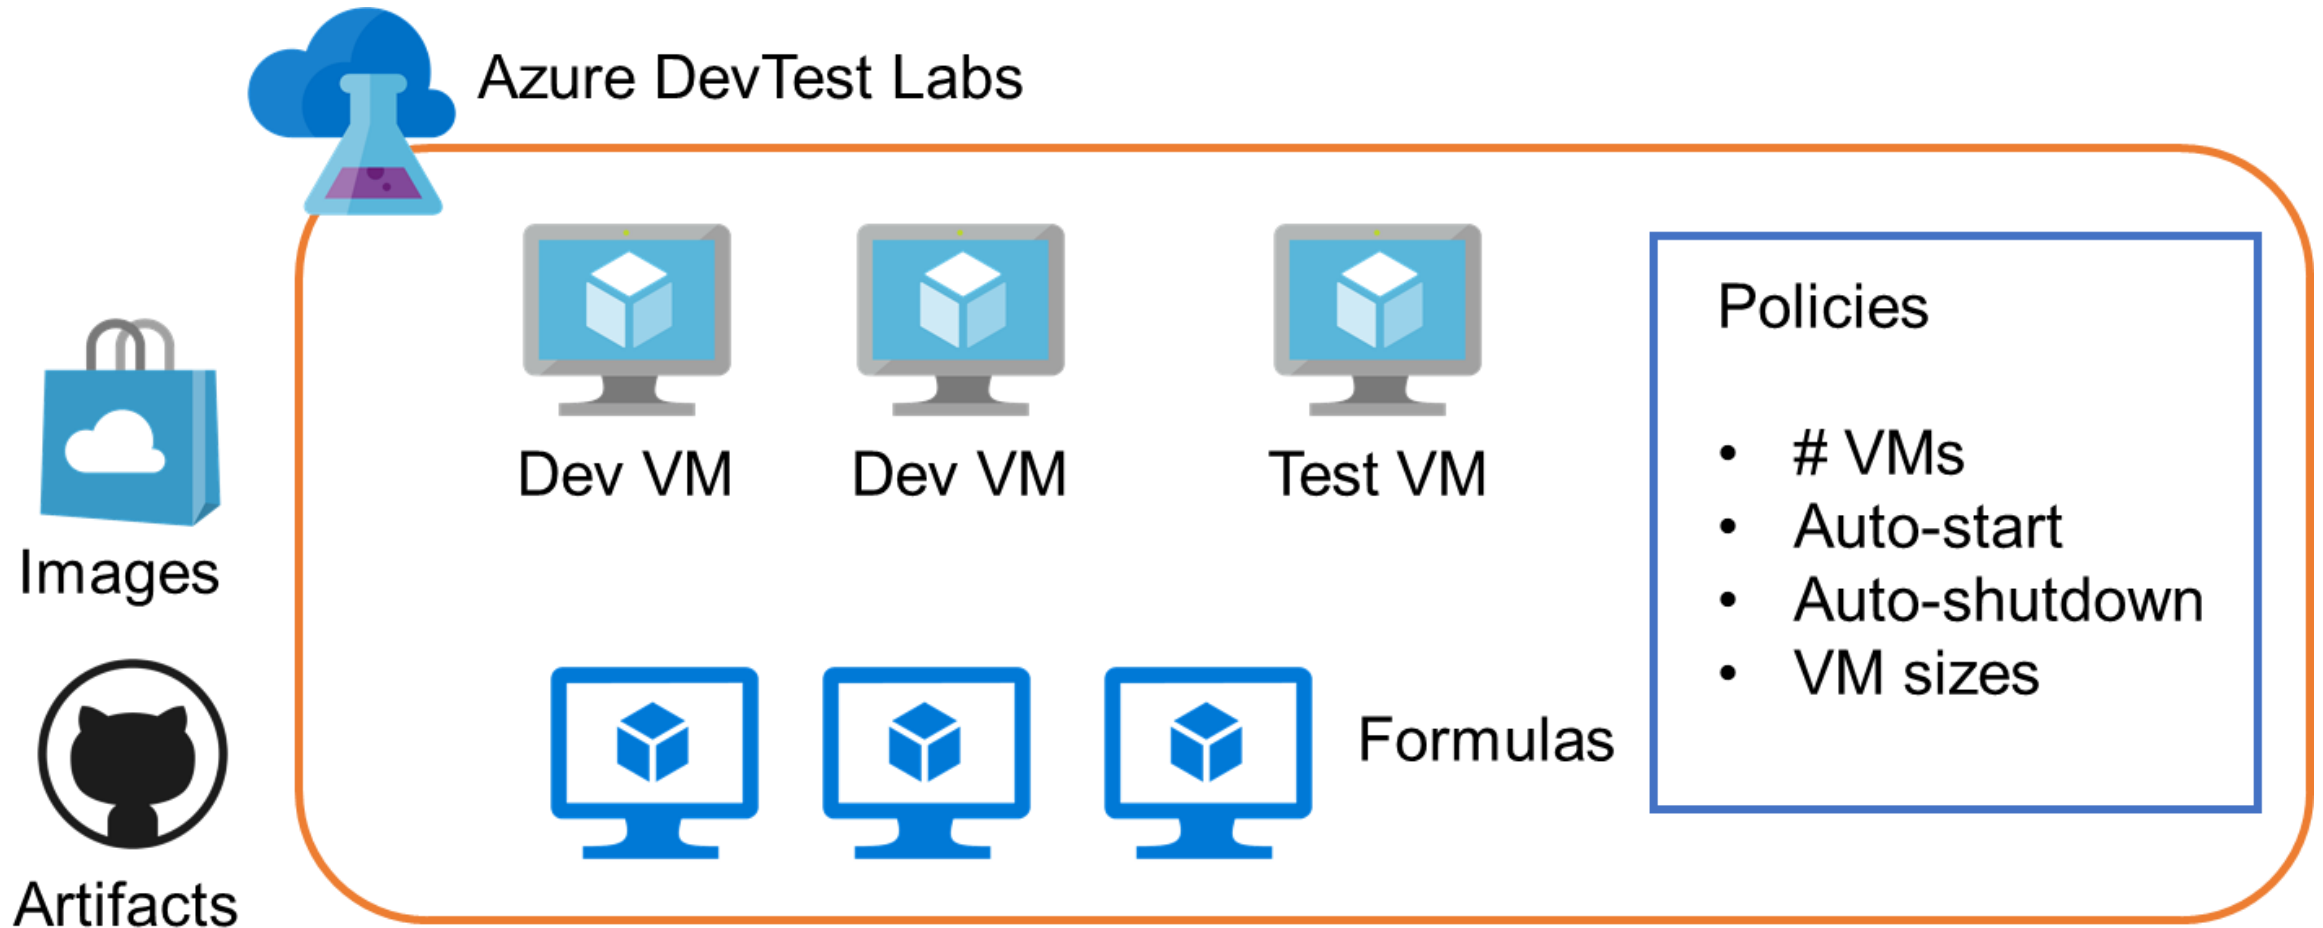 Azure DevTest Labs
Dev VM
Dev VM
Test VM
Policies
• # VMs
• Auto-start
• Auto-shutdown
• VM sizes
Images
Formulas
Artifacts